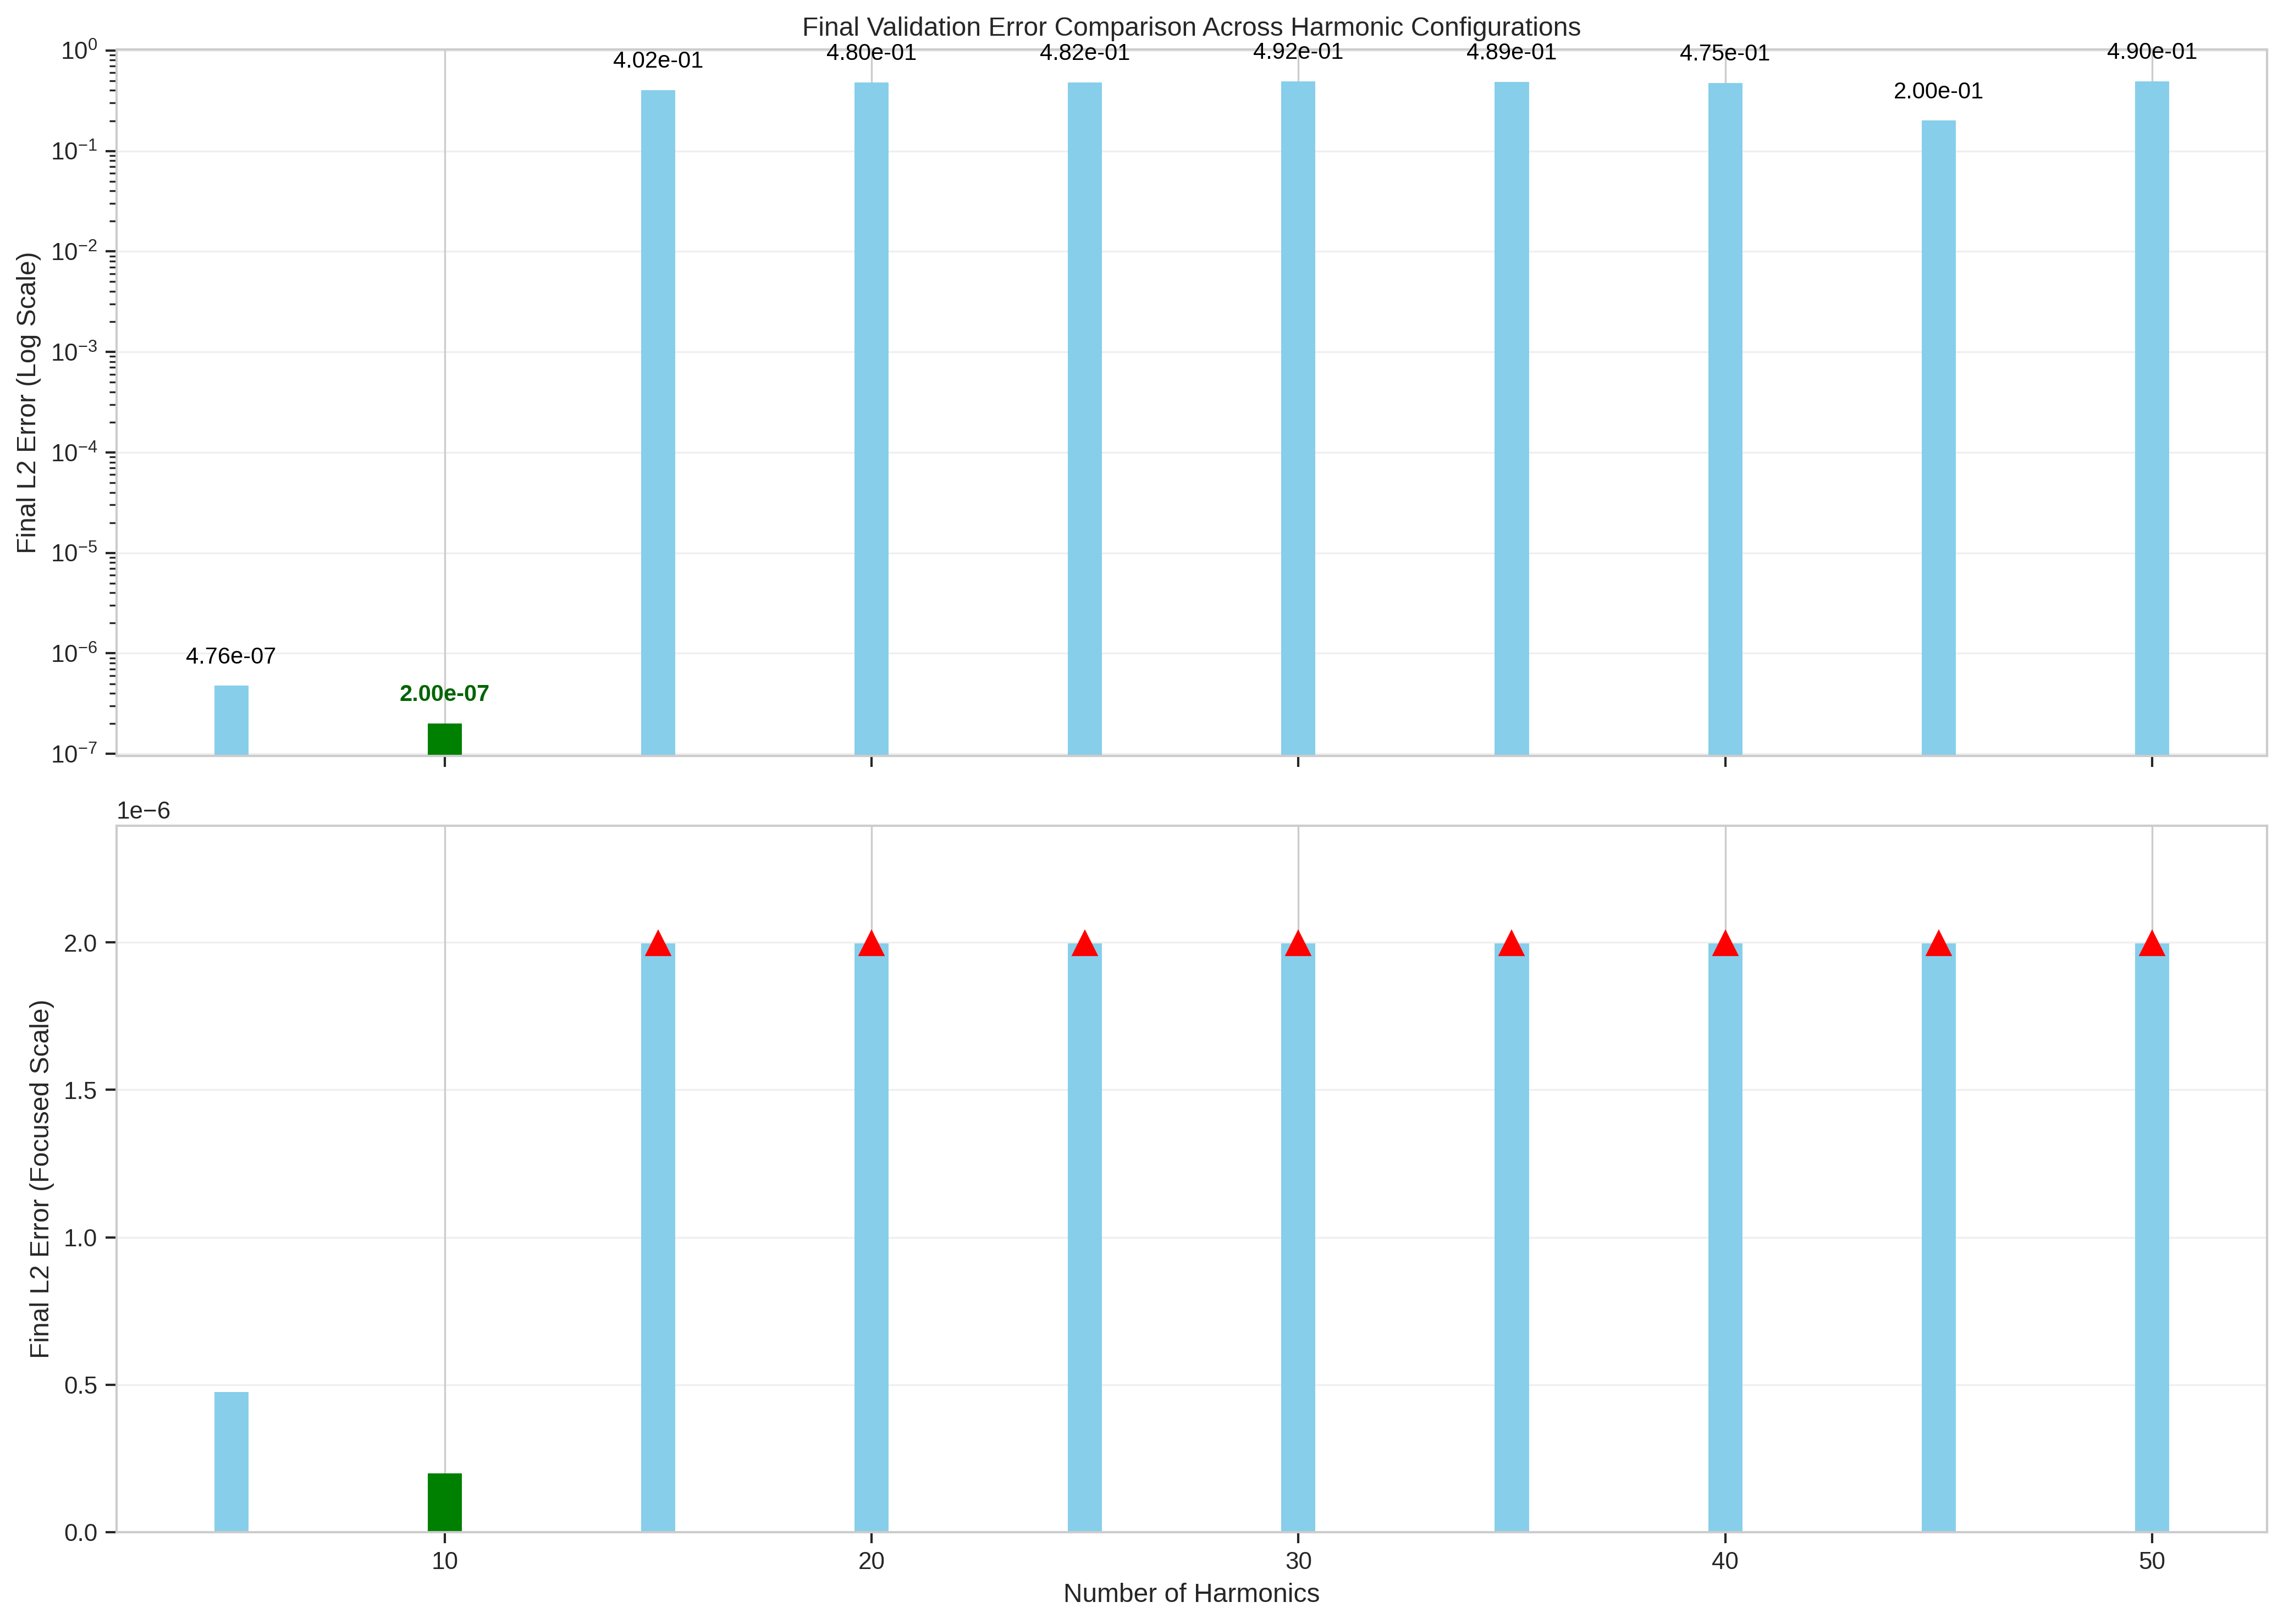 Final Validation Error Comparison Across Harmonic Configurations
Final L2 Error (Log Scale)
10⁰
10⁻¹
10⁻²
10⁻³
10⁻⁴
10⁻⁵
10⁻⁶
10⁻⁷
4.76e-07
2.00e-07
4.02e-01
4.80e-01
4.82e-01
4.92e-01
4.89e-01
4.75e-01
2.00e-01
4.90e-01
1e−6
Final L2 Error (Focused Scale)
2.0
1.5
1.0
0.5
0.0
10 20 30 40 50
Number of Harmonics